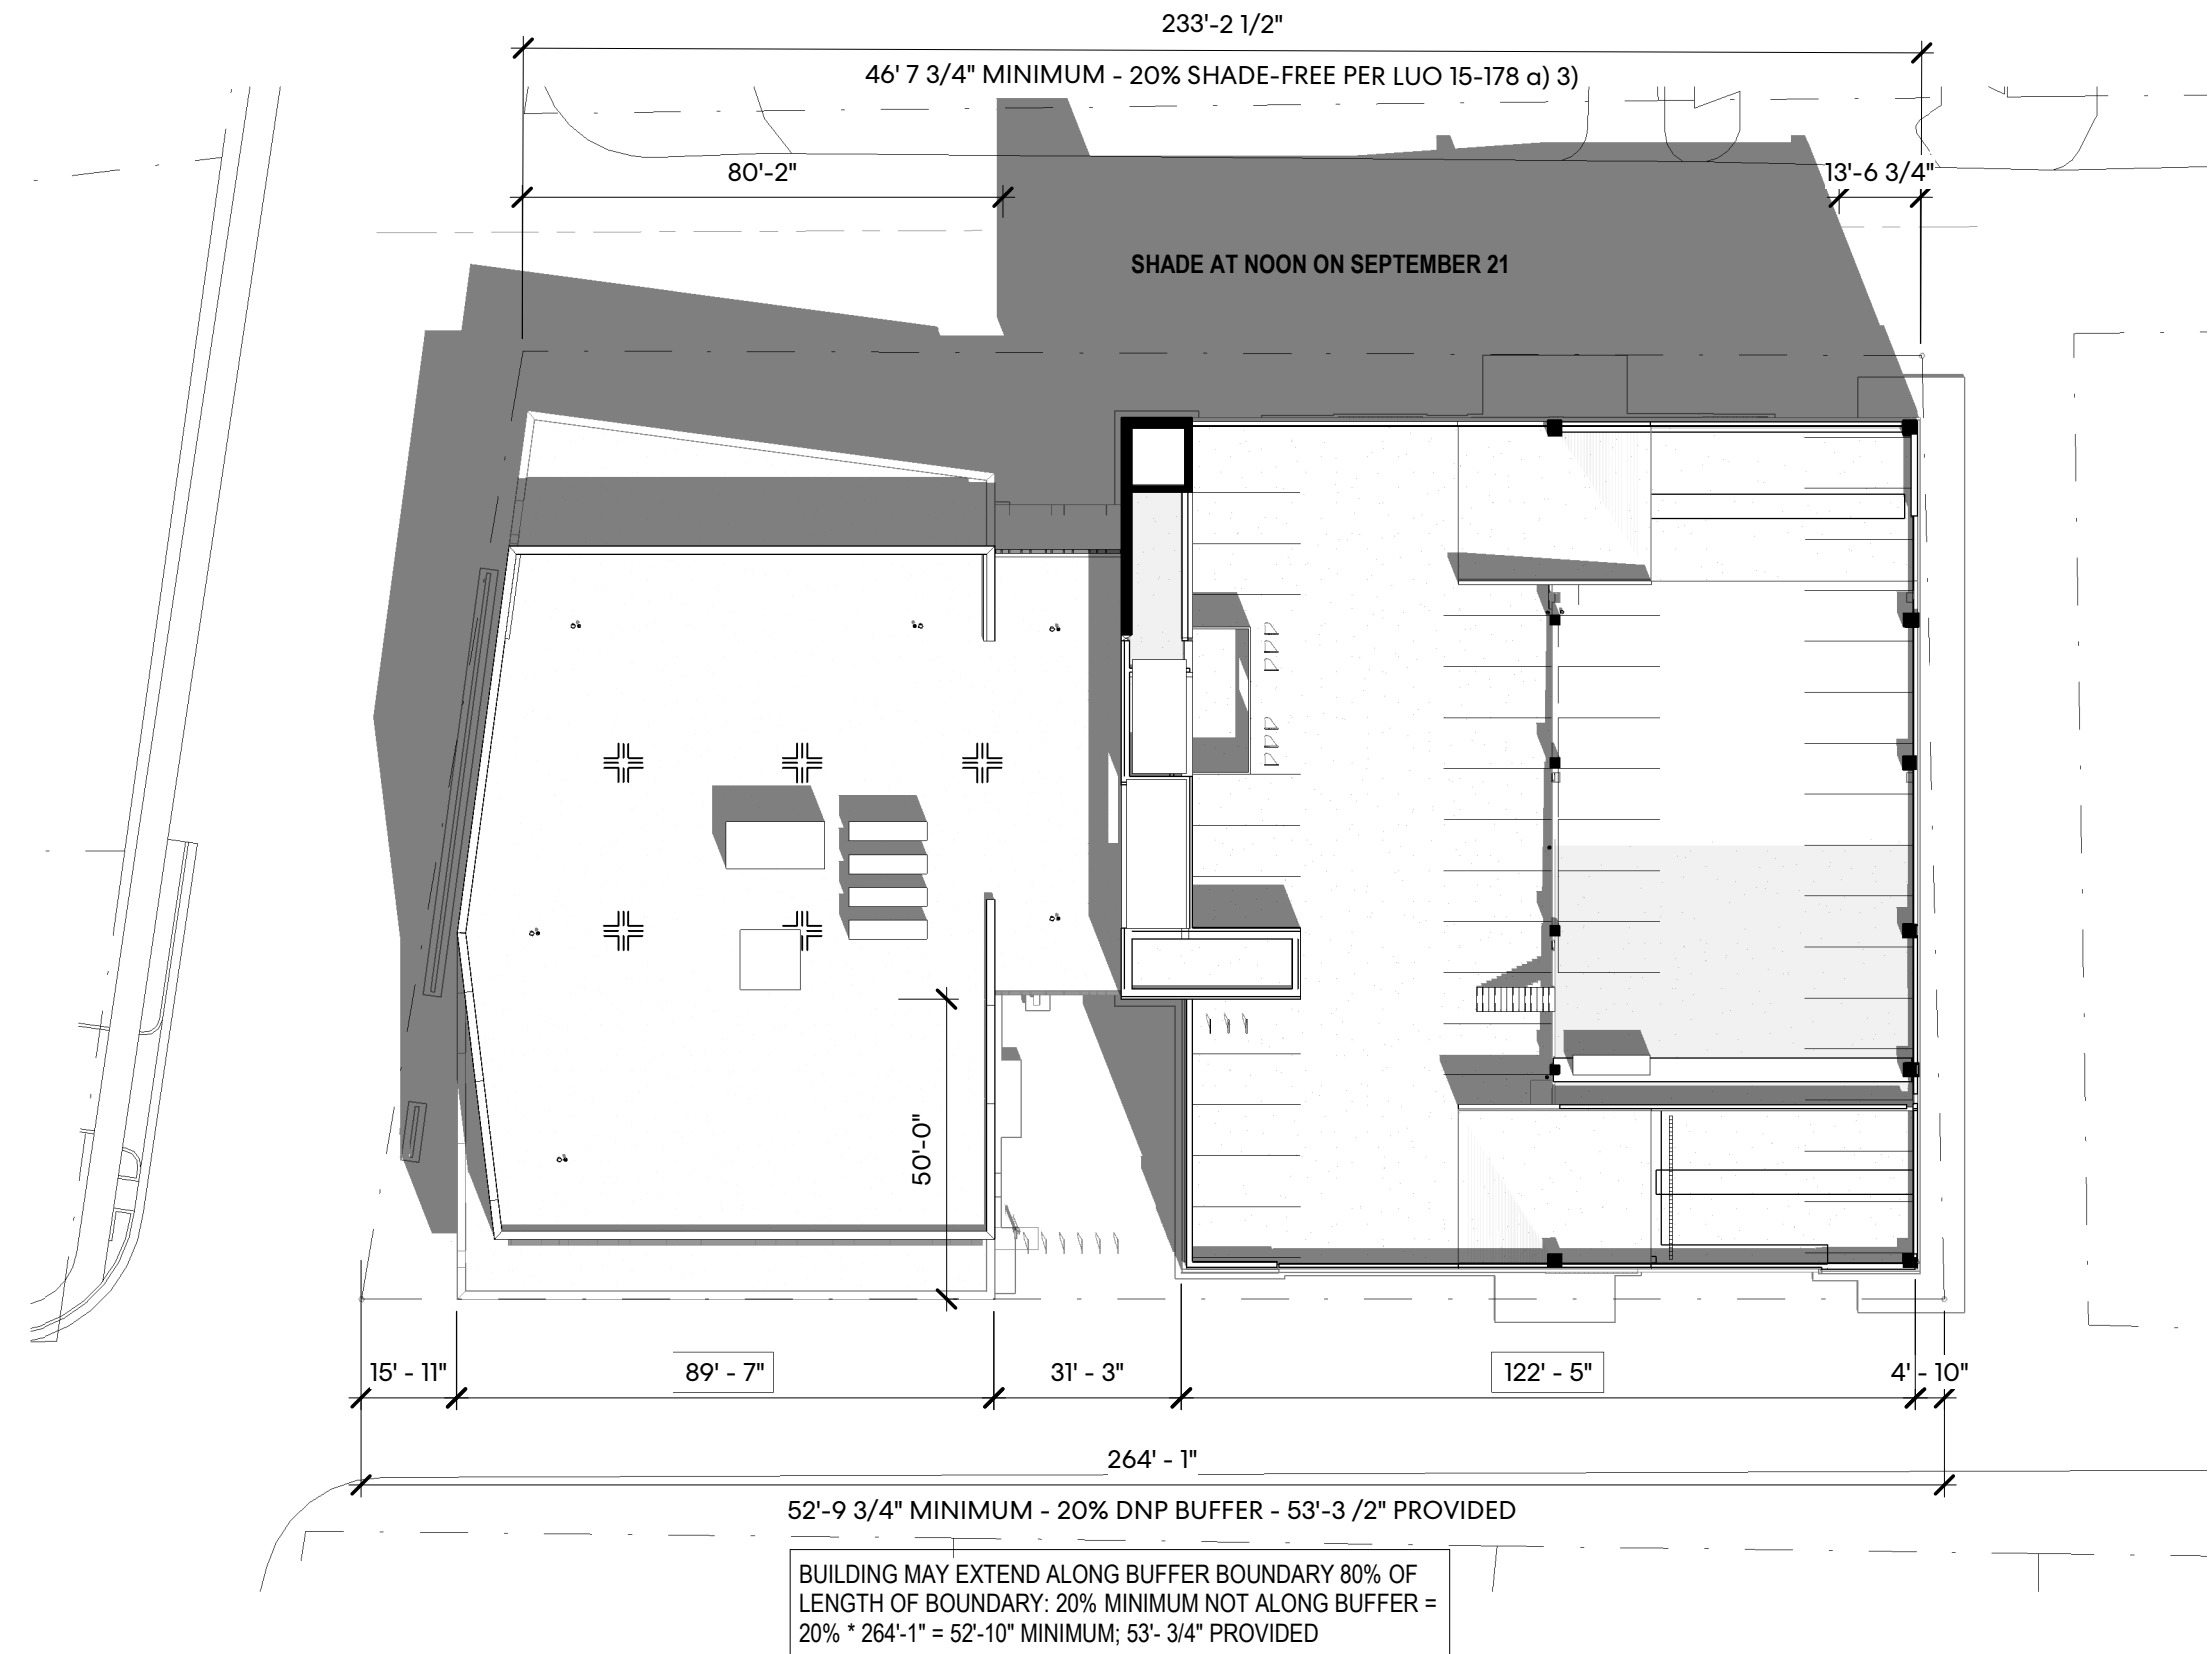 233'-2 1/2"
46' 7 3/4" MINIMUM - 20% SHADE-FREE PER LUO 15-178 a) 3)
80'-2"
13'-6 3/4"
SHADE AT NOON ON SEPTEMBER 21
50'-0"
15' - 11"
89' - 7"
31' - 3"
122' - 5"
4' - 10"
264' - 1"
52'-9 3/4" MINIMUM - 20% DNP BUFFER - 53'-3 /2" PROVIDED
BUILDING MAY EXTEND ALONG BUFFER BOUNDARY 80% OF
LENGTH OF BOUNDARY: 20% MINIMUM NOT ALONG BUFFER =
20% * 264'-1" = 52'-10" MINIMUM; 53'- 3/4" PROVIDED